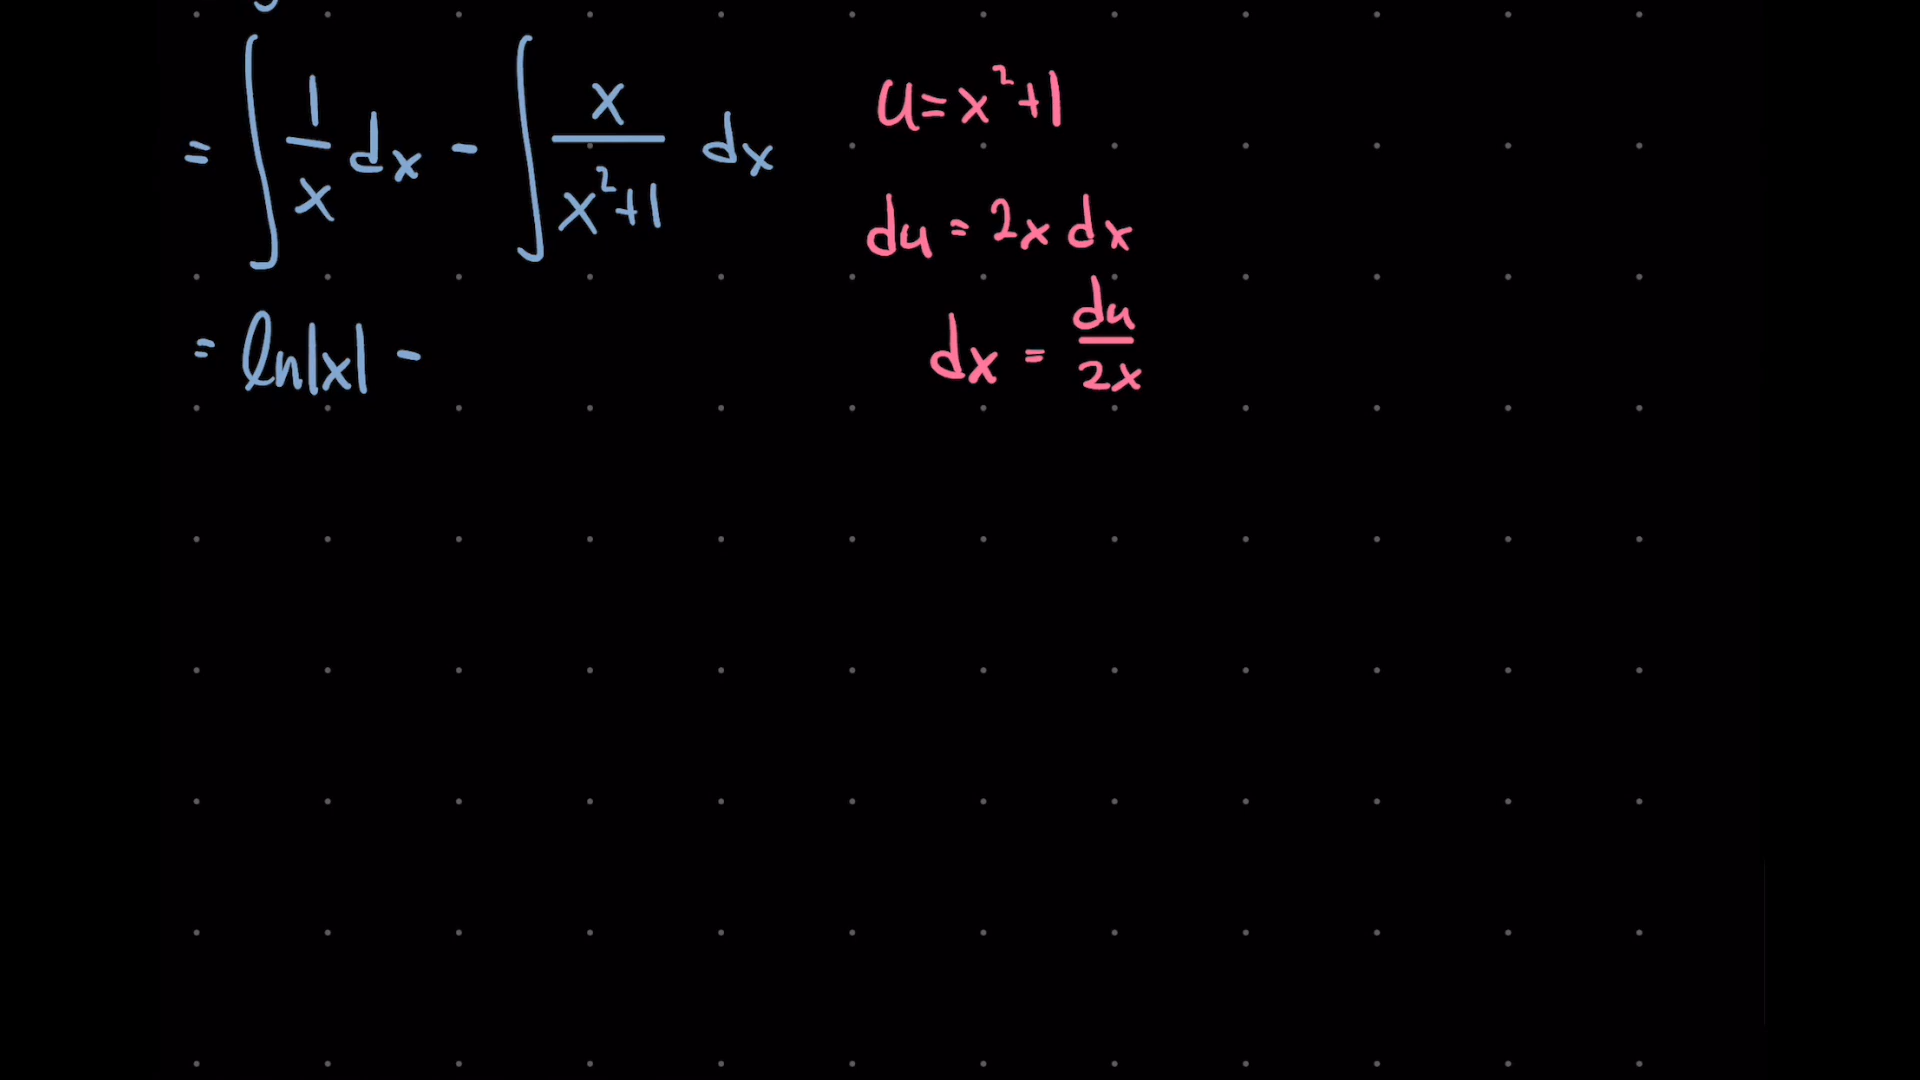 = ∫ 1/x dx - ∫ x/(x²+1) dx
= ln|x| -
u = x²+1
du = 2x dx
dx = du/2x